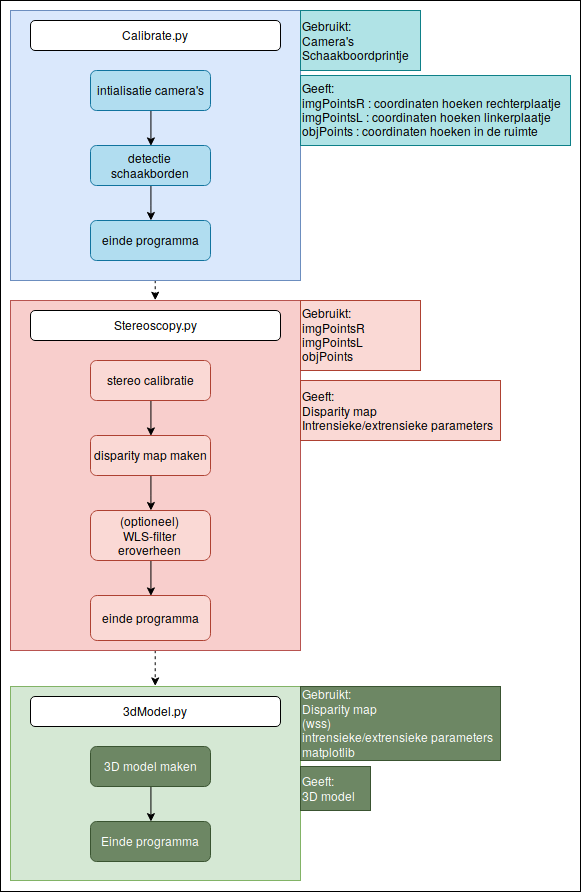 Calibrate.py
intialisatie camera's
detectie
schaakborden
einde programma
Gebruikt:
Camera's
Schaakboordprintje
Geeft:
imgPointsR : coordinaten hoeken rechterplaatje
imgPointsL : coordinaten hoeken linkerplaatje
objPoints : coordinaten hoeken in de ruimte
Stereoscopy.py
stereo calibratie
disparity map maken
(optioneel)
WLS-filter
eroverheen
einde programma
Gebruikt:
imgPointsR
imgPointsL
objPoints
Geeft:
Disparity map
Intrensieke/extrensieke parameters
3dModel.py
3D model maken
Einde programma
Gebruikt:
Disparity map
(wss)
intrensieke/extrensieke parameters
matplotlib
Geeft:
3D model